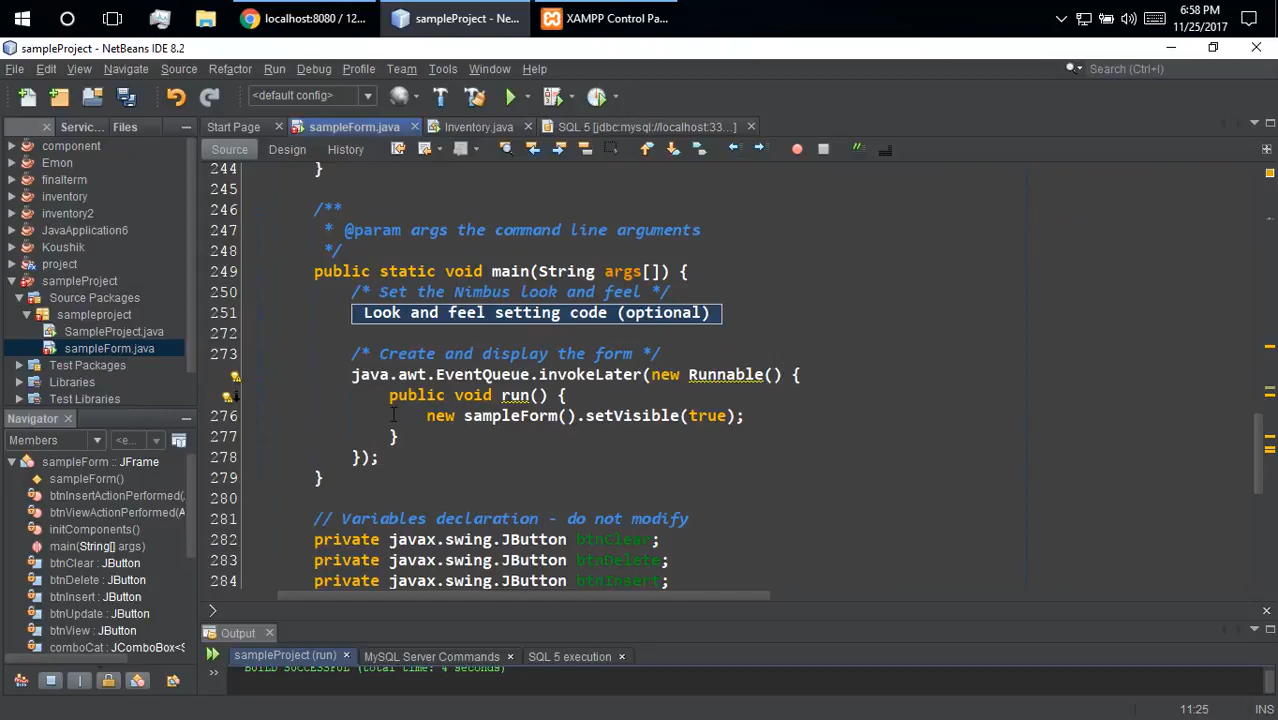 localhost:8080 / 12...
sampleProject - Ne...
XAMPP Control Pa...
6:58 PM
11/25/2017
sampleProject - NetBeans IDE 8.2
File Edit View Navigate Source Refactor Run Debug Profile Team Tools Window Help
Search (Ctrl+I)
<default config>
Servic... Files
Start Page sampleForm.java Inventory.java SQL 5 [jdbc:mysql://localhost:33...]
Source Design History
component
Emon
finalterm
inventory
inventory2
JavaApplication6
Koushik
project
sampleProject
Source Packages
sampleproject
SampleProject.java
sampleForm.java
Test Packages
Libraries
Test Libraries
Navigator
Members <e...
sampleForm :: JFrame
sampleForm()
btnInsertActionPerformed(
btnViewActionPerformed(A
initComponents()
main(String[] args)
btnClear : JButton
btnDelete : JButton
btnInsert : JButton
btnUpdate : JButton
btnView : JButton
comboCat : JComboBox<S
244 }
245
246 /**
247 * @param args the command line arguments
248 */
249 public static void main(String args[]) {
250 /* Set the Nimbus look and feel */
251 Look and feel setting code (optional)
272
273 /* Create and display the form */
java.awt.EventQueue.invokeLater(new Runnable() {
public void run() {
276 new sampleForm().setVisible(true);
277 }
278 });
279 }
280
281 // Variables declaration - do not modify
282 private javax.swing.JButton btnClear;
283 private javax.swing.JButton btnDelete;
284 private javax.swing.JButton btnInsert;
Output
sampleProject (run) MySQL Server Commands SQL 5 execution
BUILD SUCCESSFUL (total time: 4 seconds)
11:25 INS